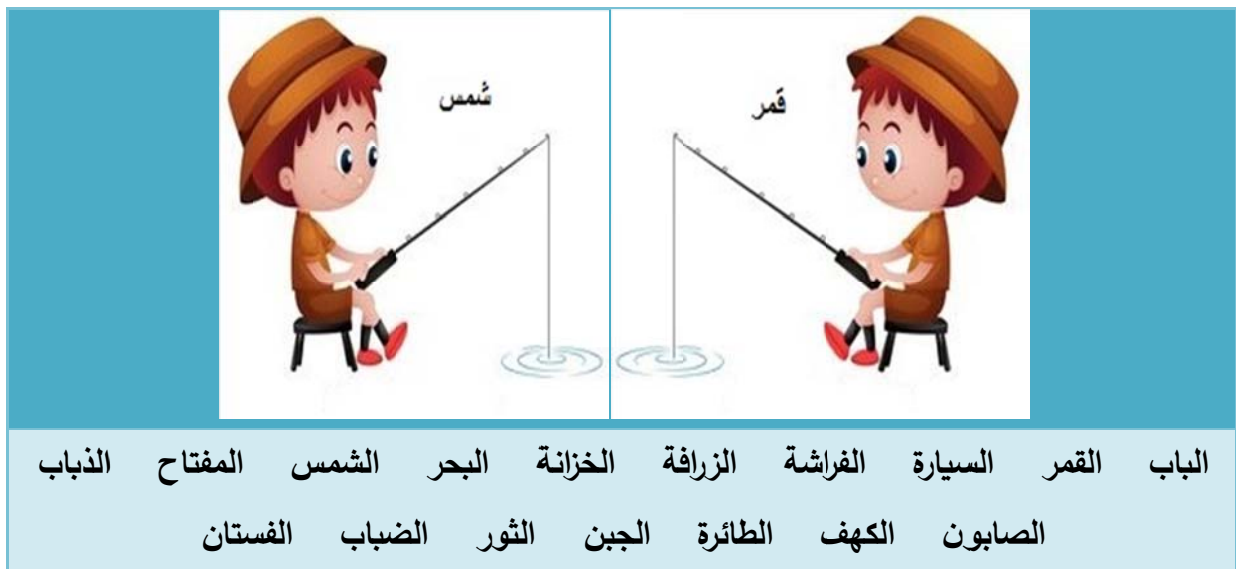 قمر
شمس
الباب القمر السيارة الفراشة الزرافة الخزانة البحر الشمس المفتاح الذباب
الصابون الكهف الطائرة الجبن الثور الضباب الفستان